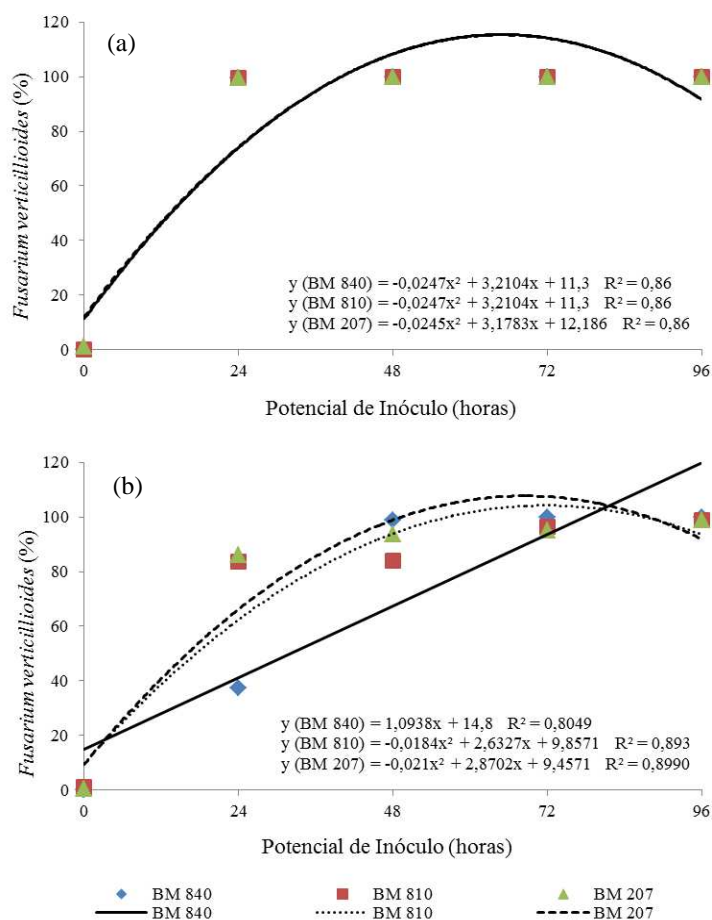 (a)
Fusarium verticillioides (%)
120
100
80
60
40
20
0
y (BM 840) = -0,0247x² + 3,2104x + 11,3 R² = 0,86
y (BM 810) = -0,0247x² + 3,2104x + 11,3 R² = 0,86
y (BM 207) = -0,0245x² + 3,1783x + 12,186 R² = 0,86
0 24 48 72 96
Potencial de Inóculo (horas)
(b)
Fusarium verticillioides (%)
120
100
80
60
40
20
0
y (BM 840) = 1,0938x + 14,8 R² = 0,8049
y (BM 810) = -0,0184x² + 2,6327x + 9,8571 R² = 0,893
y (BM 207) = -0,021x² + 2,8702x + 9,4571 R² = 0,8990
0 24 48 72 96
Potencial de Inóculo (horas)
BM 840 BM 810 BM 207
BM 840 BM 810 BM 207